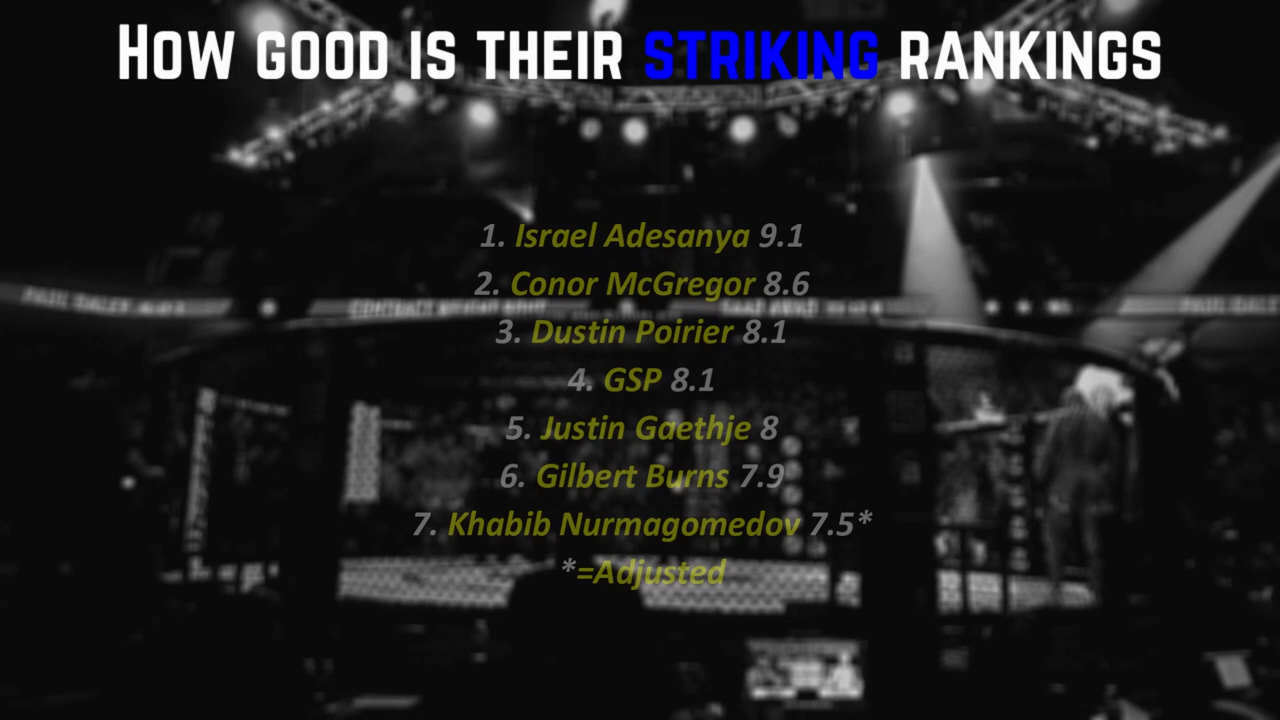 How good is their striking rankings
1. Israel Adesanya 9.1
2. Conor McGregor 8.6
3. Dustin Poirier 8.1
4. GSP 8.1
5. Justin Gaethje 8
6. Gilbert Burns 7.9
7. Khabib Nurmagomedov 7.5*
*=Adjusted